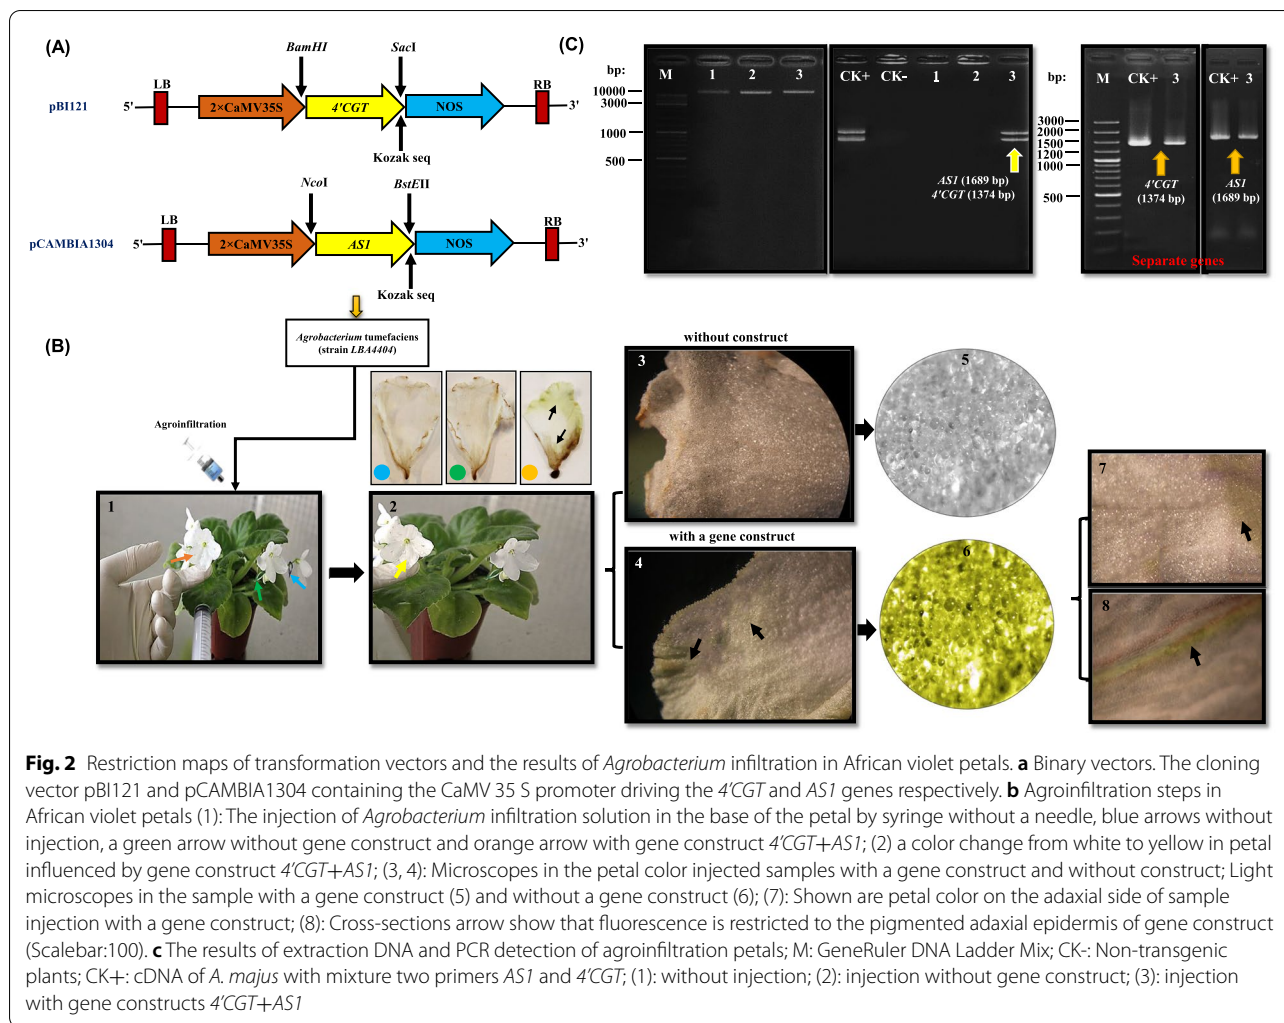 (A)
BamHI
SacI
LB
RB
pBI121
5'
2×CaMV35S
4'CGT
NOS
3'
Kozak seq
NcoI
BstEII
LB
RB
pCAMBIA1304
5'
2×CaMV35S
AS1
NOS
3'
Kozak seq
Agrobacterium tumefaciens
(strain LBA4404)
(B)
Agroinfiltration
1
2
without construct
3
5
with a gene construct
4
6
7
8
(C)
bp:
M
1 2 3
10000
3000
1000
500
CK+ CK- 1 2 3
AS1 (1689 bp)
4'CGT (1374 bp)
bp:
M CK+ 3
CK+ 3
3000
2000
1500
1200
1000
500
4'CGT
(1374 bp)
AS1
(1689 bp)
Separate genes
Fig. 2 Restriction maps of transformation vectors and the results of Agrobacterium infiltration in African violet petals. a Binary vectors. The cloning
vector pBI121 and pCAMBIA1304 containing the CaMV 35 S promoter driving the 4'CGT and AS1 genes respectively. b Agroinfiltration steps in
African violet petals (1): The injection of Agrobacterium infiltration solution in the base of the petal by syringe without a needle, blue arrows without
injection, a green arrow without gene construct and orange arrow with gene construct 4'CGT+AS1; (2) a color change from white to yellow in petal
influenced by gene construct 4'CGT+AS1; (3, 4): Microscopes in the petal color injected samples with a gene construct and without construct; Light
microscopes in the sample with a gene construct (5) and without a gene construct (6); (7): Shown are petal color on the adaxial side of sample
injection with a gene construct; (8): Cross-sections arrow show that fluorescence is restricted to the pigmented adaxial epidermis of gene construct
(Scalebar:100). c The results of extraction DNA and PCR detection of agroinfiltration petals; M: GeneRuler DNA Ladder Mix; CK-: Non-transgenic
plants; CK+: cDNA of A. majus with mixture two primers AS1 and 4'CGT; (1): without injection; (2): injection without gene construct; (3): injection
with gene constructs 4'CGT+AS1